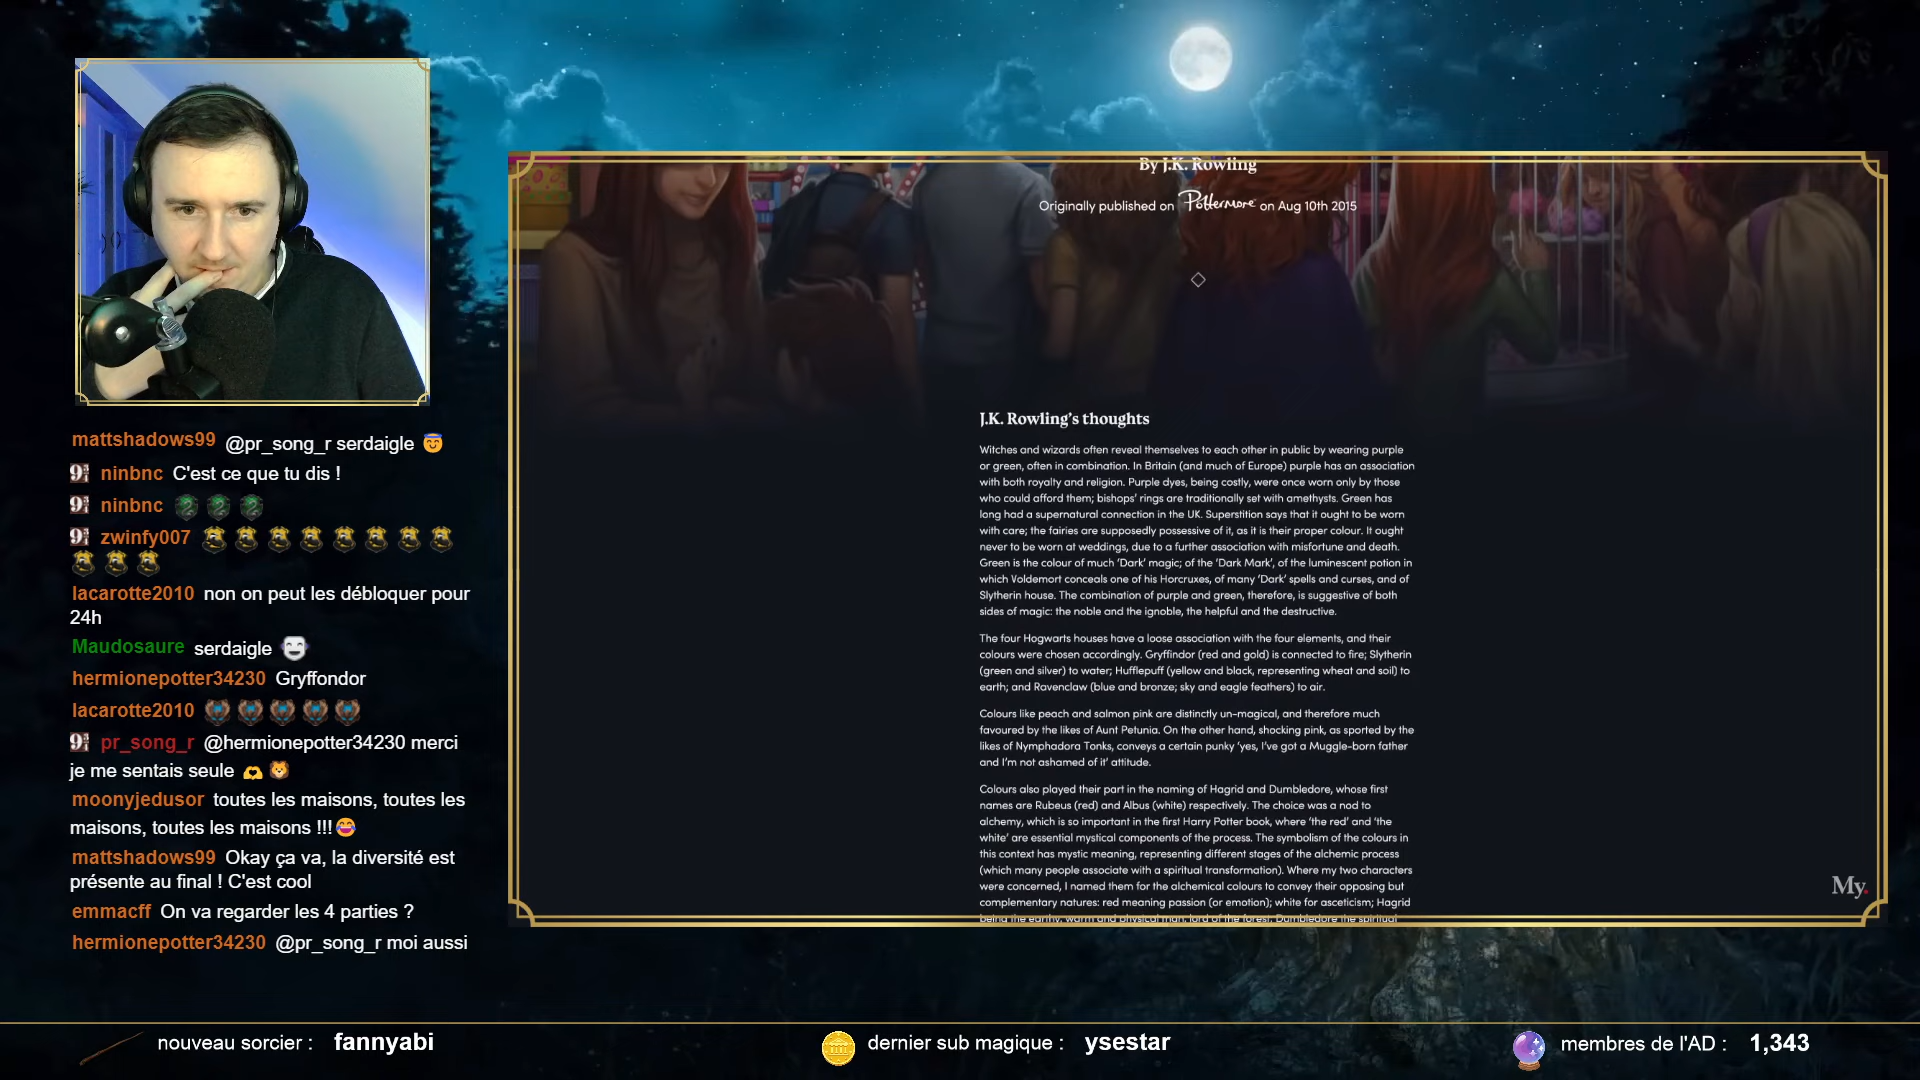 mattshadows99 @pr_song_r serdaigle
ninbnc C'est ce que tu dis !
ninbnc
zwinfy007
lacarotte2010 non on peut les débloquer pour
24h
Maudosaure serdaigle
hermionepotter34230 Gryffondor
lacarotte2010
pr_song_r @hermionepotter34230 merci
je me sentais seule
moonyjedusor toutes les maisons, toutes les
maisons, toutes les maisons !!!
mattshadows99 Okay ça va, la diversité est
présente au final ! C'est cool
emmacff On va regarder les 4 parties ?
hermionepotter34230 @pr_song_r moi aussi
By J.K. Rowling
Originally published on Pottermore on Aug 10th 2015
J.K. Rowling's thoughts
Witches and wizards often reveal themselves to each other in public by wearing purple
or green, often in combination. In Britain (and much of Europe) purple has an association
with both royalty and religion. Purple dyes, being costly, were once worn only by those
who could afford them; bishops' rings are traditionally set with amethysts. Green has
long had a supernatural connection in the UK. Superstition says that it ought to be worn
with care; the fairies are supposedly possessive of it, as it is their proper colour. It ought
never to be worn at weddings, due to a further association with misfortune and death.
Green is the colour of much 'Dark' magic; of the 'Dark Mark', of the luminescent potion in
which Voldemort conceals one of his Horcruxes, of many 'Dark' spells and curses, and of
Slytherin house. The combination of purple and green, therefore, is suggestive of both
sides of magic: the noble and the ignoble, the helpful and the destructive.
The four Hogwarts houses have a loose association with the four elements, and their
colours were chosen accordingly. Gryffindor (red and gold) is connected to fire; Slytherin
(green and silver) to water; Hufflepuff (yellow and black, representing wheat and soil) to
earth; and Ravenclaw (blue and bronze; sky and eagle feathers) to air.
Colours like peach and salmon pink are distinctly un-magical, and therefore much
favoured by the likes of Aunt Petunia. On the other hand, shocking pink, as sported by the
likes of Nymphadora Tonks, conveys a certain punky 'yes, I've got a Muggle-born father
and I'm not ashamed of it' attitude.
Colours also played their part in the naming of Hagrid and Dumbledore, whose first
names are Rubeus (red) and Albus (white) respectively. The choice was a nod to
alchemy, which is so important in the first Harry Potter book, where 'the red' and 'the
white' are essential mystical components of the process. The symbolism of the colours in
this context has mystic meaning, representing different stages of the alchemic process
(which many people associate with a spiritual transformation). Where my two characters
were concerned, I named them for the alchemical colours to convey their opposing but
complementary natures: red meaning passion (or emotion); white for asceticism; Hagrid
being the earthy, warm and physical man, lord of the forest; Dumbledore the spiritual
My.
nouveau sorcier : fannyabi
dernier sub magique : ysestar
membres de l'AD : 1,343